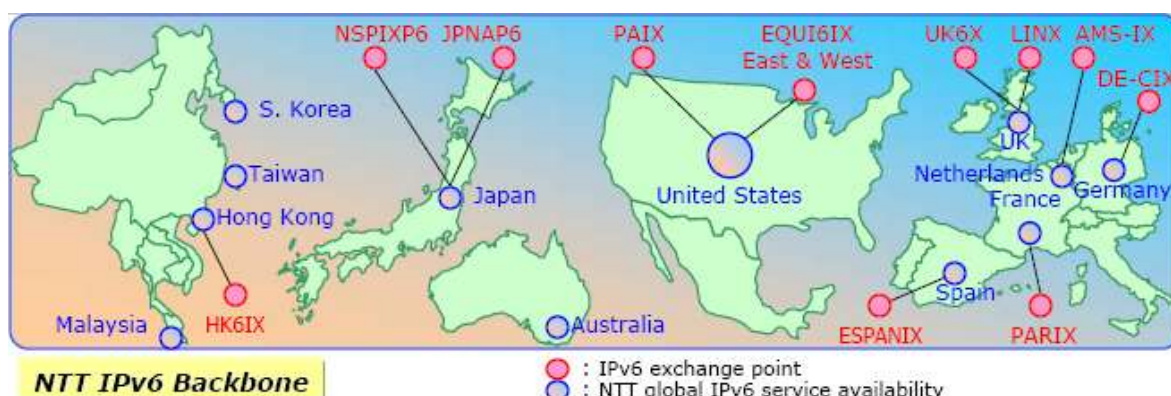 NSPIXP6 JPNAP6 PAIX EQUI6IX
East & West
UK6X LINX AMS-IX
DE-CIX
S. Korea
Taiwan
Hong Kong
Japan
United States
UK
Netherlands
France
Germany
Malaysia
HK6IX
Australia
Spain
ESPANIX
PARIX
NTT IPv6 Backbone
: IPv6 exchange point
: NTT global IPv6 service availability